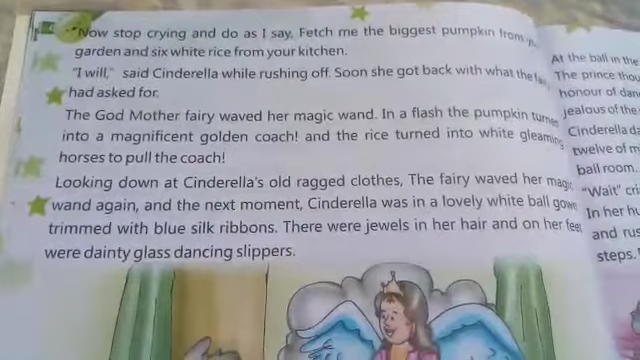 "Now stop crying and do as I say, Fetch me the biggest pumpkin from
garden and six white rice from your kitchen.
"I will," said Cinderella while rushing off. Soon she got back with what the
had asked for.
The God Mother fairy waved her magic wand. In a flash the pumpkin turned
into a magnificent golden coach! and the rice turned into white gleaming
horses to pull the coach!
Looking down at Cinderella's old ragged clothes, The fairy waved her magic
wand again, and the next moment, Cinderella was in a lovely white ball gown
trimmed with blue silk ribbons. There were jewels in her hair and on her feet
were dainty glass dancing slippers.
At the ball in the
The prince
honour of
jealous of the
Cinderella
twelve of
ball room.
"Wait"
In her
and
steps.